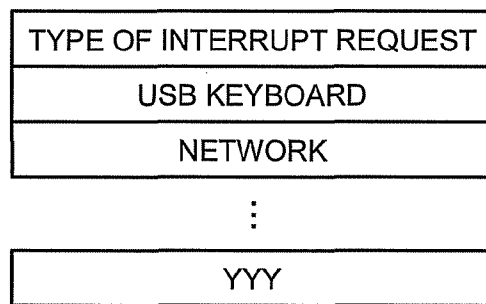 TYPE OF INTERRUPT REQUEST
USB KEYBOARD
NETWORK
⋮
YYY